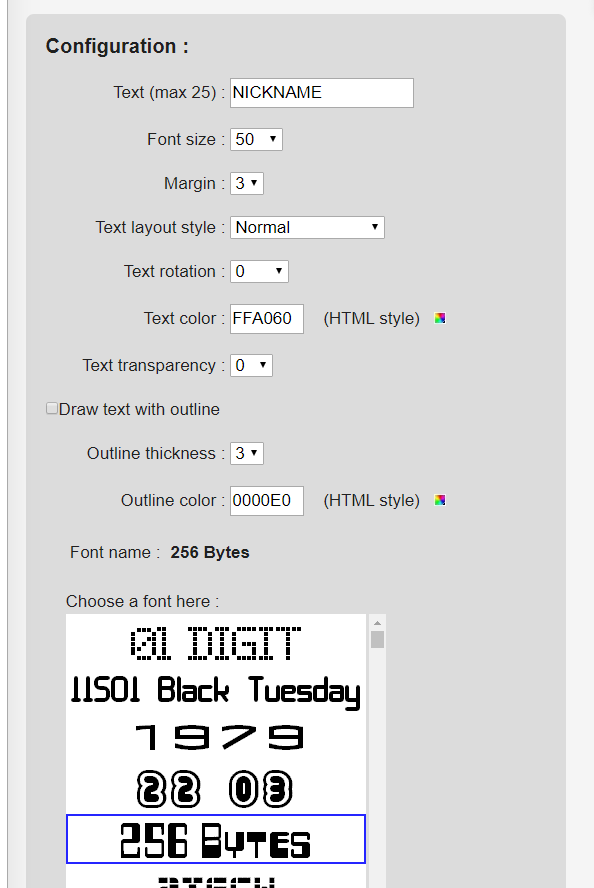 Configuration :
Text (max 25) : NICKNAME
Font size : 50
Margin : 3
Text layout style : Normal
Text rotation : 0
Text color : FFA060 (HTML style)
Text transparency : 0
Draw text with outline
Outline thickness : 3
Outline color : 0000E0 (HTML style)
Font name : 256 Bytes
Choose a font here :
01 DIGIT
11S01 Black Tuesday
1979
22 03
256 Bytes